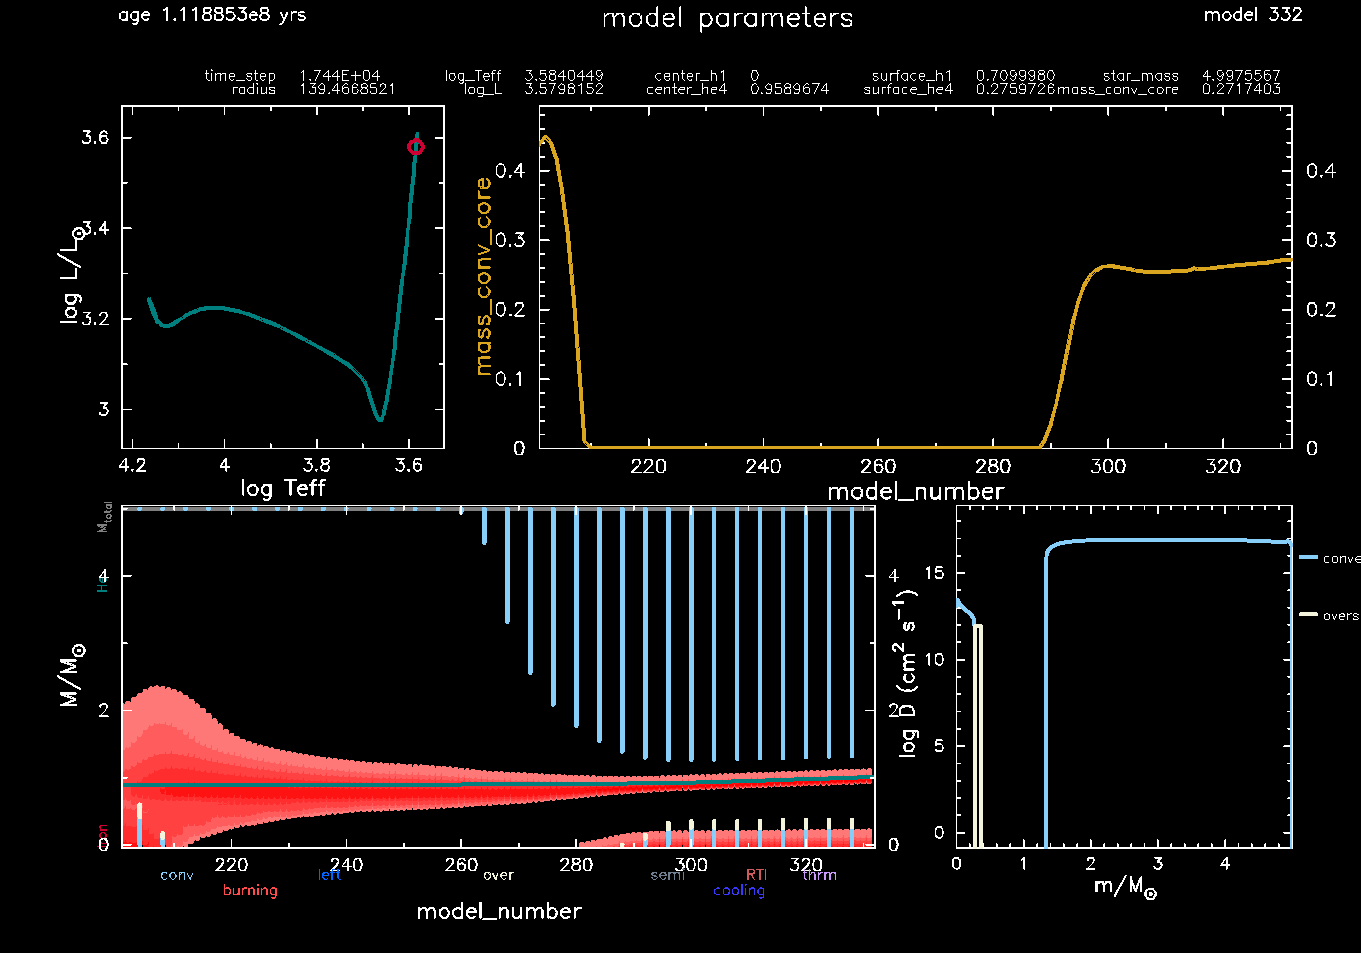 age 1.118853e8 yrs model parameters model 332
time_step 1.744E+04 log_Teff 3.5840449 center_h1 0 surface_h1 0.7099980 star_mass 4.9975567
radius 139.4668521 log_L 3.5798152 center_he4 0.9589674 surface_he4 0.2759726 mass_conv_core 0.2717403
3.6
3.4
3.2
3
log L/L⊙
4.2 4 3.8 3.6
log Teff
mass_conv_core
0.4 0.4
0.3 0.3
0.2 0.2
0.1 0.1
0 0
220 240 260 280 300 320
model_number
Mtotal
He
4 4
2 2
0 0
M/M⊙
220 240 260 280 300 320
conv left over semi RTI thrm
burning cooling
model_number
log D (cm² s⁻¹)
15
10
5
0
0 1 2 3 4
m/M⊙
conve
overs